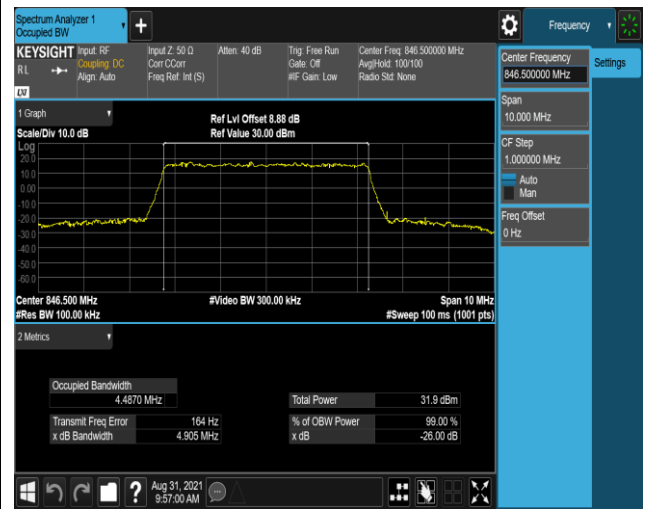 Spectrum Analyzer 1
Occupied BW
Frequency
KEYSIGHT
RL
LXI
Input: RF
Coupling: DC
Align: Auto
Input Z: 50 Ω
Corr CCorr
Freq Ref: Int (S)
Atten: 40 dB
Trig: Free Run
Gate: Off
#IF Gain: Low
Center Freq: 846.500000 MHz
Avg|Hold: 100/100
Radio Std: None
Center Frequency
846.500000 MHz
Settings
Span
10.000 MHz
CF Step
1.000000 MHz
Auto
Man
Freq Offset
0 Hz
1 Graph
Scale/Div 10.0 dB
Ref Lvl Offset 8.88 dB
Ref Value 30.00 dBm
Log
20.0
10.0
0.00
-10.0
-20.0
-30.0
-40.0
-50.0
-60.0
Center 846.500 MHz
#Video BW 300.00 kHz
Span 10 MHz
#Res BW 100.00 kHz
#Sweep 100 ms (1001 pts)
2 Metrics
Occupied Bandwidth
4.4870 MHz
Total Power 31.9 dBm
Transmit Freq Error 164 Hz
% of OBW Power 99.00 %
x dB Bandwidth 4.905 MHz
x dB -26.00 dB
?
Aug 31, 2021
9:57:00 AM